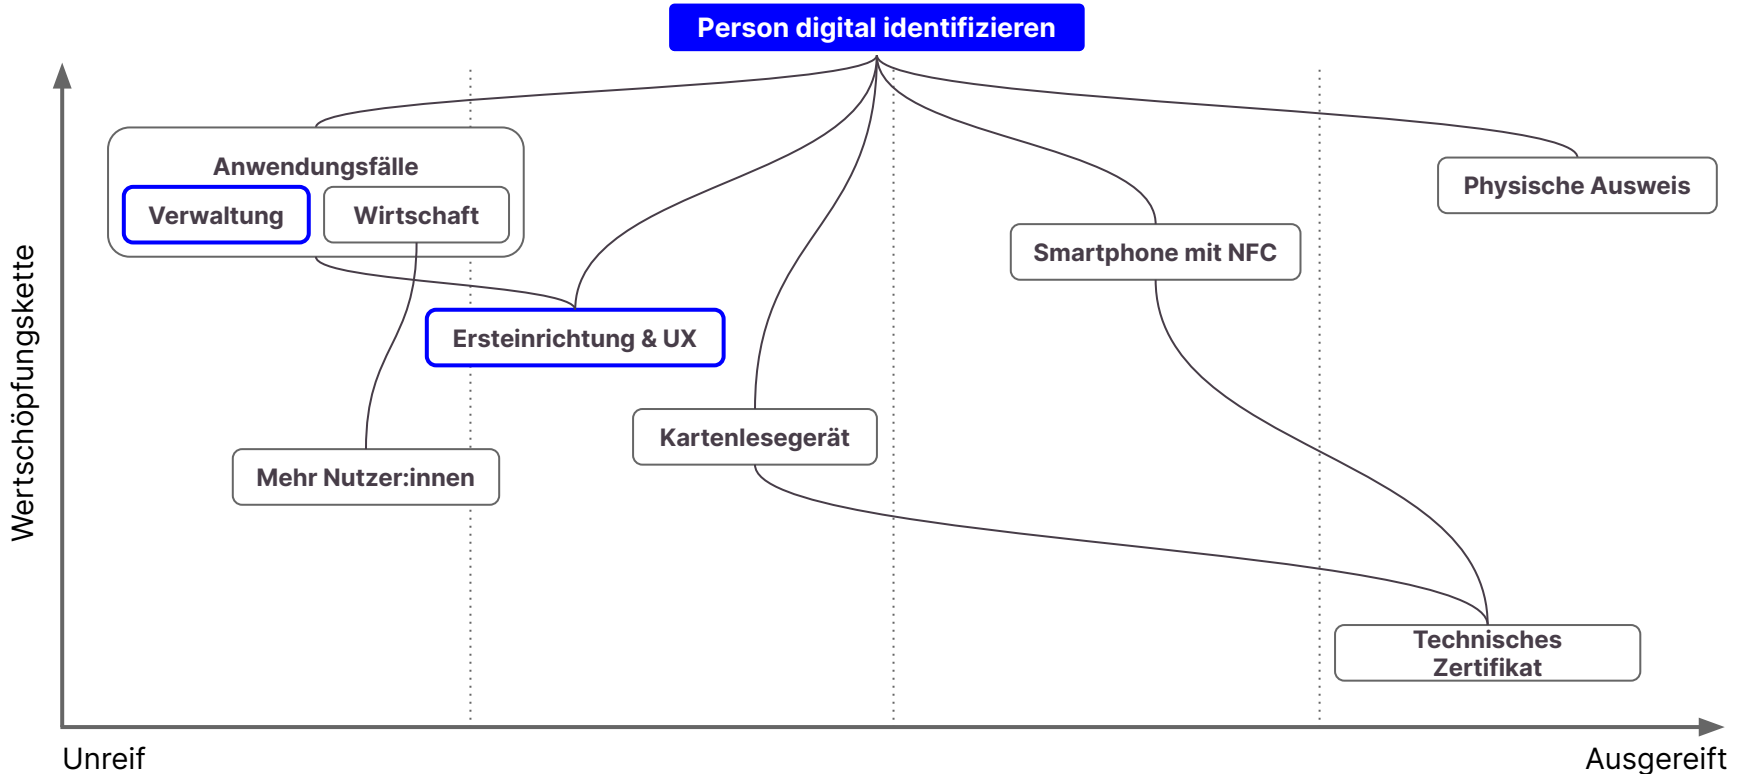 Person digital identifizieren
Anwendungsfälle
Verwaltung
Wirtschaft
Physische Ausweis
Smartphone mit NFC
Ersteinrichtung & UX
Kartenlesegerät
Mehr Nutzer:innen
Technisches
Zertifikat
Wertschöpfungskette
Unreif
Ausgereift